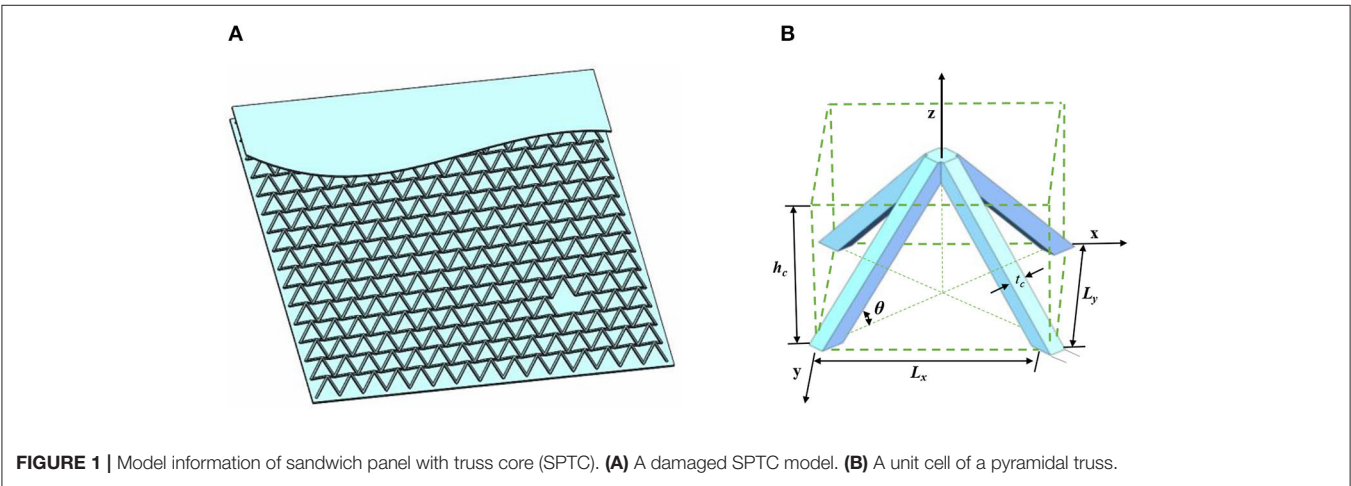 A
B
z
x
h_c
t_c
L_y
θ
y
L_x
FIGURE 1 | Model information of sandwich panel with truss core (SPTC). (A) A damaged SPTC model. (B) A unit cell of a pyramidal truss.